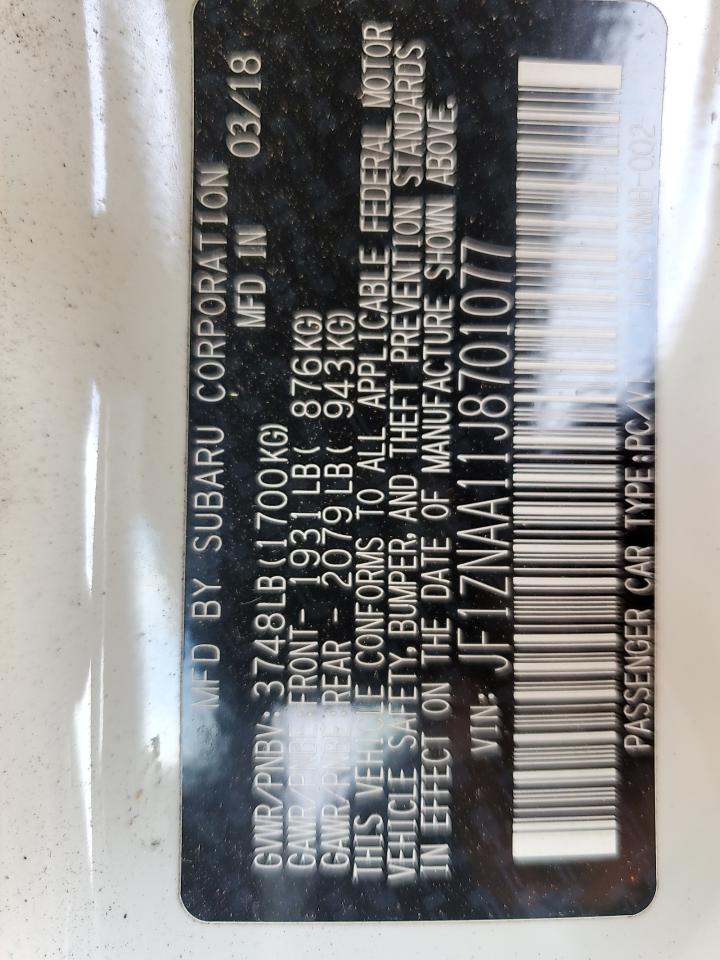 MFD BY SUBARU CORPORATION
MFD IN 03/18
GVWR/PNBV: 3748LB(1700KG)
GAWR/PNBE FRONT- 1931LB( 876KG)
GAWR/PNBE REAR - 2079LB( 943KG)
THIS VEHICLE CONFORMS TO ALL APPLICABLE FEDERAL MOTOR
VEHICLE SAFETY, BUMPER, AND THEFT PREVENTION STANDARDS
IN EFFECT ON THE DATE OF MANUFACTURE SHOWN ABOVE.
VIN: JF1ZNAA11J8701077
PASSENGER CAR TYPE:PC/V